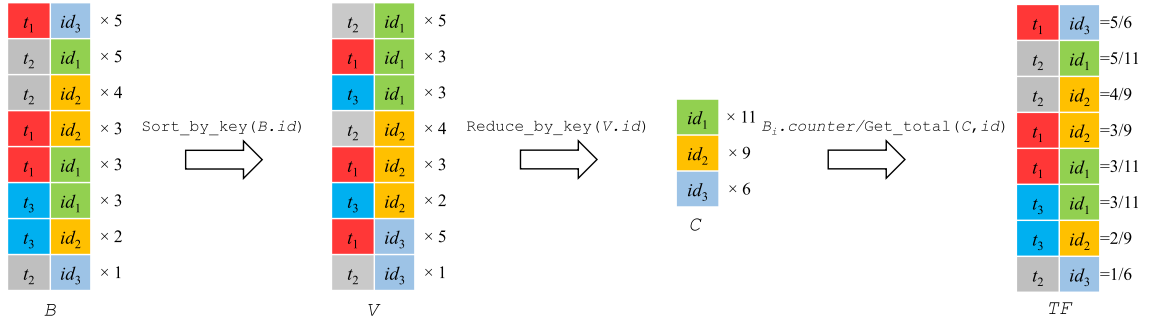 t1 id3 × 5
t2 id1 × 5
t2 id2 × 4
t1 id2 × 3
t1 id1 × 3
t3 id1 × 3
t3 id2 × 2
t2 id3 × 1
B
Sort_by_key(B.id)
t2 id1 × 5
t1 id1 × 3
t3 id1 × 3
t2 id2 × 4
t1 id2 × 3
t3 id2 × 2
t1 id3 × 5
t2 id3 × 1
V
Reduce_by_key(V.id)
id1 × 11
id2 × 9
id3 × 6
C
Bi.counter/Get_total(C,id)
t1 id3 =5/6
t2 id1 =5/11
t2 id2 =4/9
t1 id2 =3/9
t1 id1 =3/11
t3 id1 =3/11
t3 id2 =2/9
t2 id3 =1/6
TF